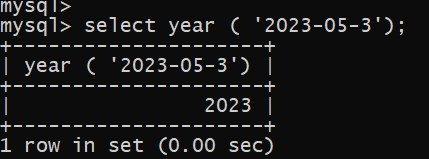 mysql>
mysql> select year ( '2023-05-3');
+---------------------+
| year ( '2023-05-3') |
+---------------------+
|                2023 |
+---------------------+
1 row in set (0.00 sec)